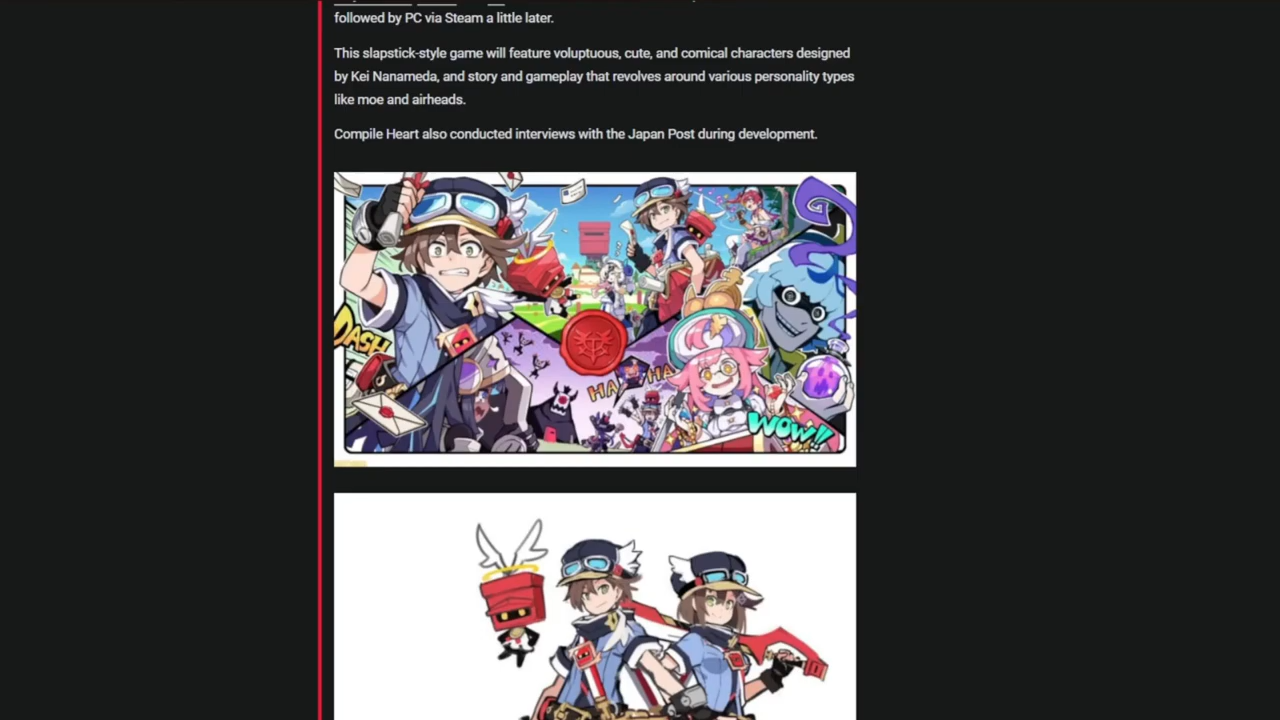 followed by PC via Steam a little later.
This slapstick-style game will feature voluptuous, cute, and comical characters designed
by Kei Nanameda, and story and gameplay that revolves around various personality types
like moe and airheads.
Compile Heart also conducted interviews with the Japan Post during development.
DASH
HA HA
WOW!!